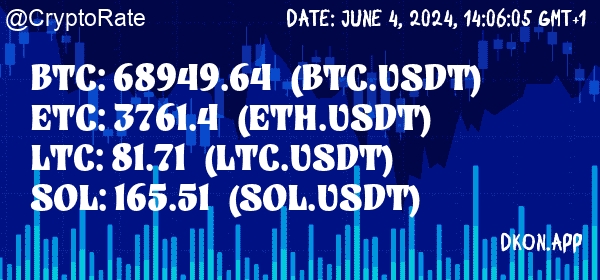 @CryptoRate
DATE: JUNE 4, 2024, 14:06:05 GMT+1
BTC: 68949.64 (BTC.USDT)
ETC: 3761.4 (ETH.USDT)
LTC: 81.71 (LTC.USDT)
SOL: 165.51 (SOL.USDT)
DKON.APP